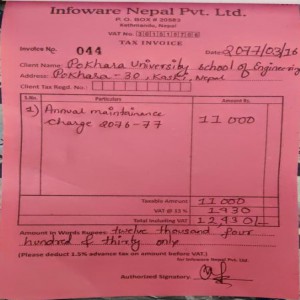 Infoware Nepal Pvt. Ltd.
P. O. BOX #
Kathmandu, Nepal
VAT No.
TAX INVOICE
Invoice No. 044 Date: 2077/03/16
Client Name: Pokhara University school of Engineering
Address: Pokhara - 30, Kaski, Nepal
Client Tax Regd. No.
S.No. Particulars Amount Rs.
1) Annual maintainance 11000
charge 2076-77
Taxable Amount 11000
VAT @ 13 % 1430
Total Including VAT 12,430/-
Amount in Words Rupees twelve thousand four
hundred & thirty only
(Please deduct 1.5% advance tax on amount before VAT.)
For Infoware Nepal Pvt. Ltd.
Authorized Signatory